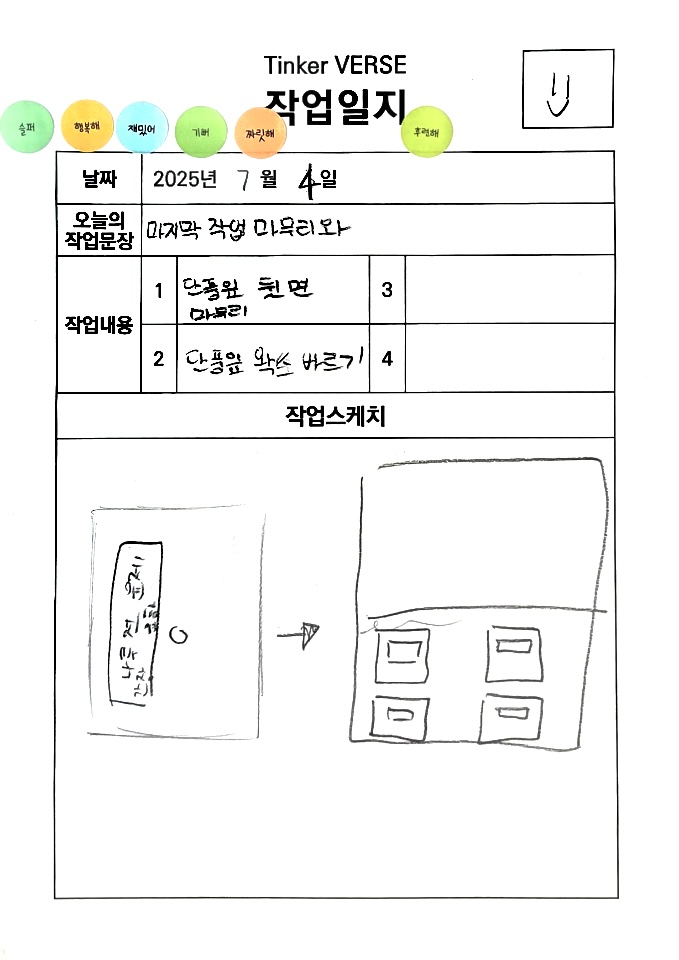 Tinker VERSE
작업일지
슬퍼
행복해
재밌어
기뻐
짜릿해
후련해
날짜
2025년 7월 4일
오늘의
작업문장
마지막 작업 마무리와
작업내용
1
단풍잎 뒷면
마무리
3
2
단풍잎 왁쓰 바르기
4
작업스케치
나무